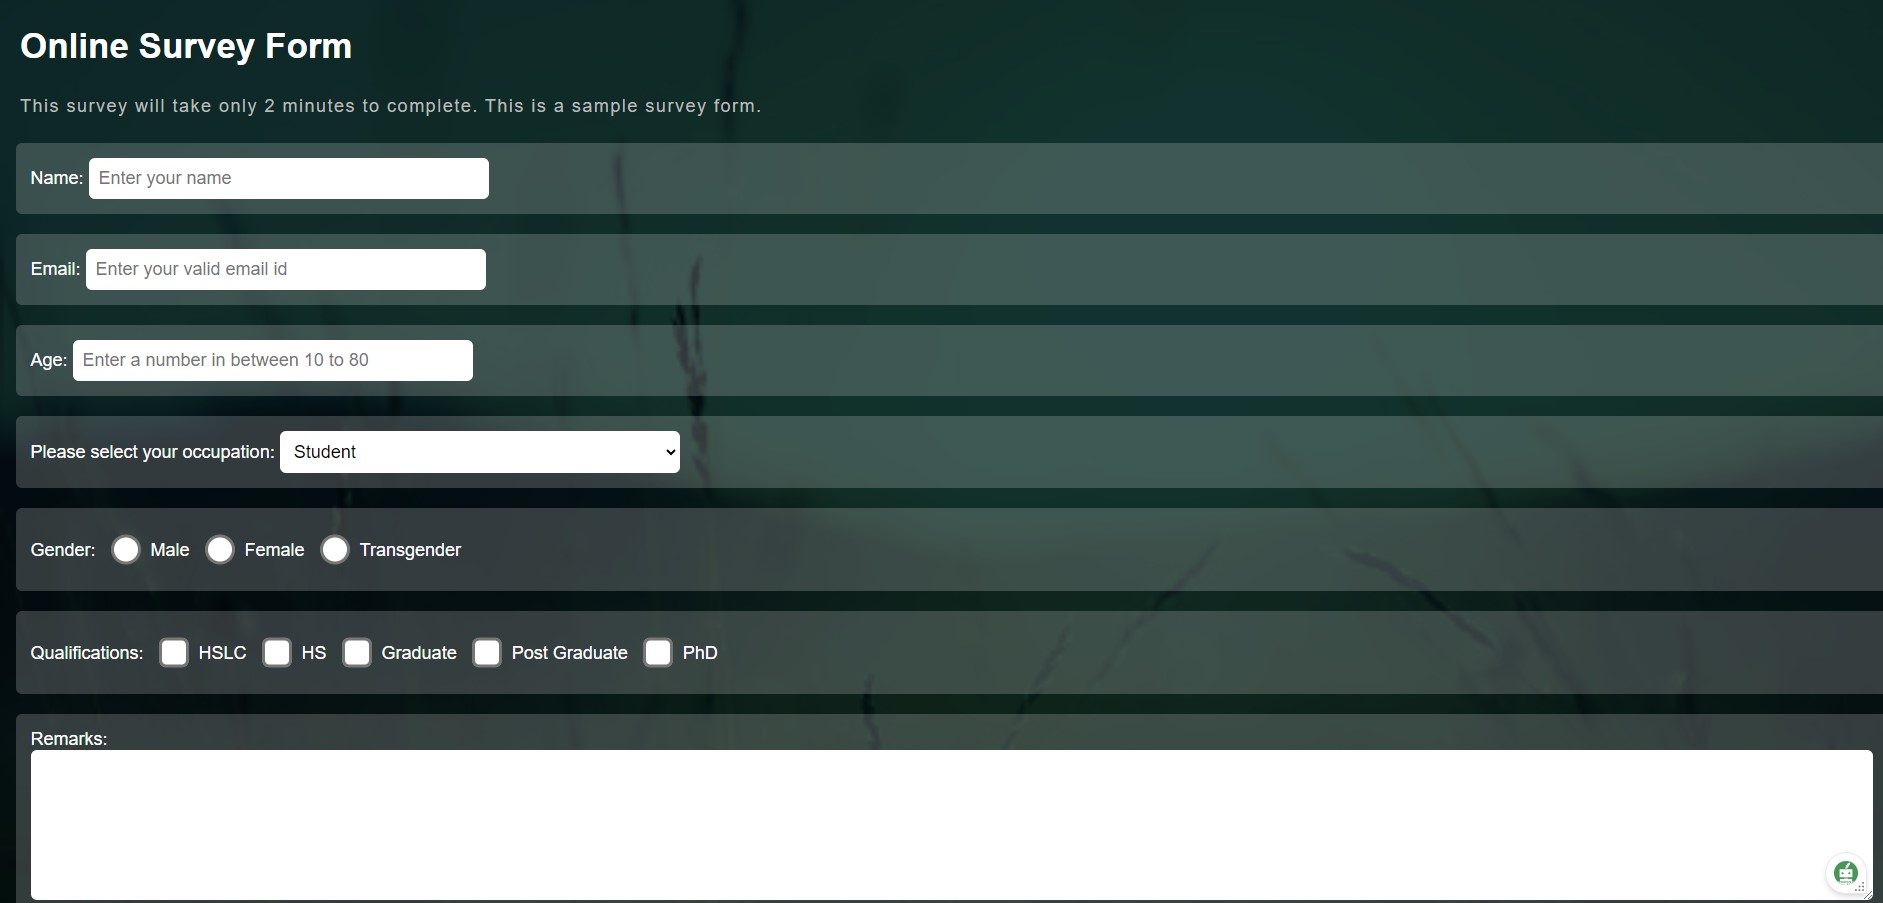 Online Survey Form
This survey will take only 2 minutes to complete. This is a sample survey form.
Name: Enter your name
Email: Enter your valid email id
Age: Enter a number in between 10 to 80
Please select your occupation: Student
Gender: Male Female Transgender
Qualifications: HSLC HS Graduate Post Graduate PhD
Remarks: